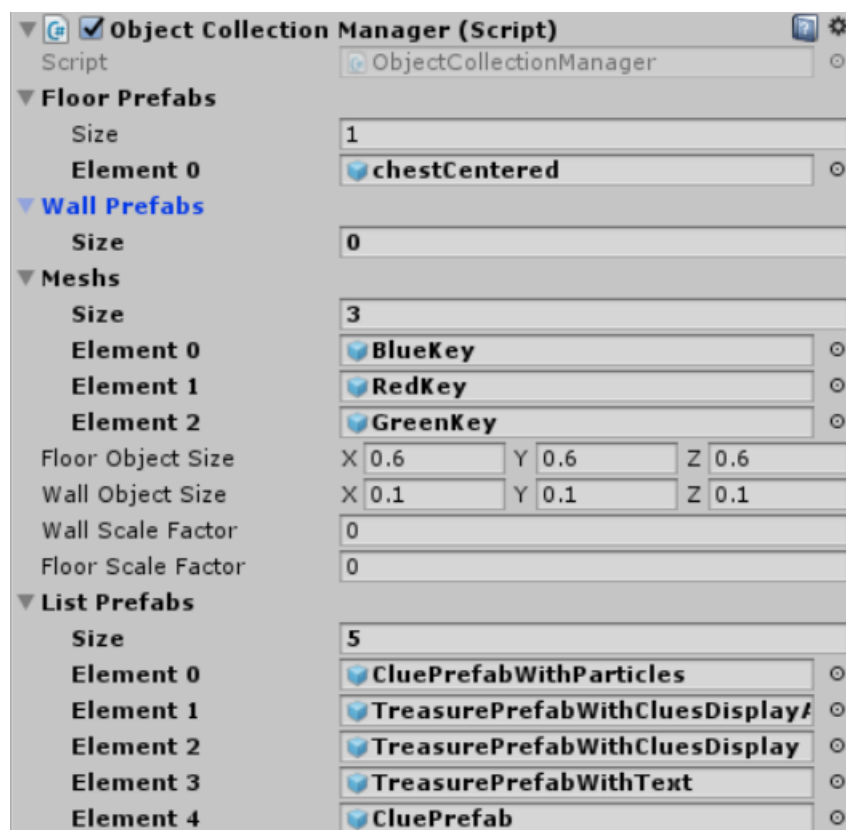 Object Collection Manager (Script)
Script ObjectCollectionManager
Floor Prefabs
Size 1
Element 0 chestCentered
Wall Prefabs
Size 0
Meshs
Size 3
Element 0 BlueKey
Element 1 RedKey
Element 2 GreenKey
Floor Object Size X 0.6 Y 0.6 Z 0.6
Wall Object Size X 0.1 Y 0.1 Z 0.1
Wall Scale Factor 0
Floor Scale Factor 0
List Prefabs
Size 5
Element 0 CluePrefabWithParticles
Element 1 TreasurePrefabWithCluesDisplayA
Element 2 TreasurePrefabWithCluesDisplay
Element 3 TreasurePrefabWithText
Element 4 CluePrefab